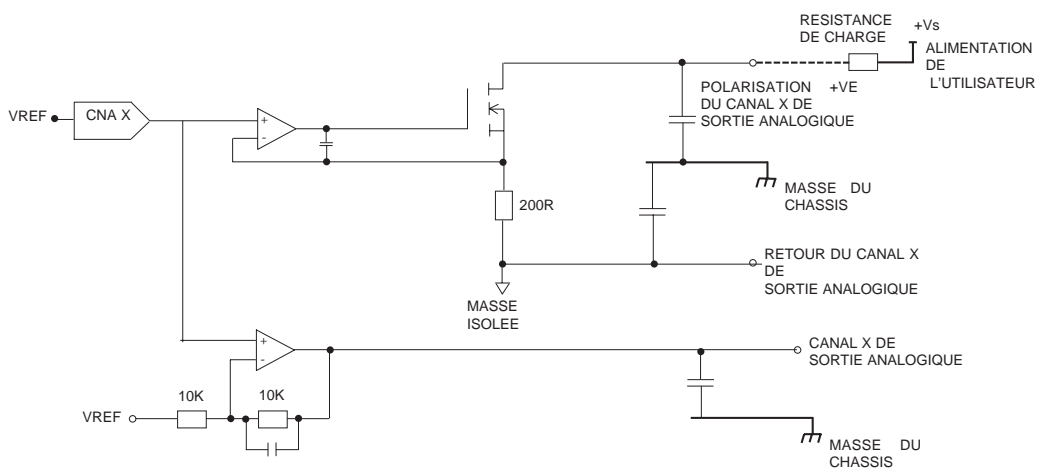 RESISTANCE
DE CHARGE
+Vs
ALIMENTATION
DE
L'UTILISATEUR
POLARISATION +VE
DU CANAL X DE
SORTIE ANALOGIQUE
VREF
CNA X
+
-
200R
MASSE DU
CHASSIS
RETOUR DU CANAL X
DE
SORTIE ANALOGIQUE
MASSE
ISOLEE
+
-
CANAL X DE
SORTIE ANALOGIQUE
10K
10K
VREF
MASSE DU
CHASSIS